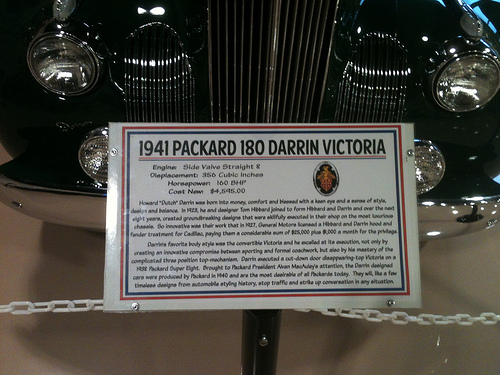 1941 PACKARD 180 DARRIN VICTORIA
Engine: Side Valve Straight 8
Displacement: 356 Cubic Inches
Horsepower: 160 BHP
Cost New: $4,595.00
Howard "Dutch" Darrin was born into money, comfort and blessed with a keen eye and a sense of style,
design and balance. In 1923, he and designer Tom Hibbard joined to form Hibbard and Darrin and over the next
eight years, created groundbreaking designs that were skillfully executed in their shop on the most luxurious
chassis. So innovative was their work that in 1927, General Motors licensed a Hibbard and Darrin hood and
fender treatment for Cadillac, paying them a considerable sum of $25,000 plus $1,000 a month for the privilege.
Darrins favorite body style was the convertible Victoria and he excelled at its execution, not only by
creating an innovative compromise between sporting and formal coachwork, but also by his mastery of the
complicated three position top-mechanism. Darrin executed a cut-down door disappearing-top Victoria on a
1938 Packard Super Eight. Brought to Packard President Alvan MacAuley's attention, the Darrin designed
cars were produced by Packard in 1940 and are the most desirable of all Packards today. They will, like a few
timeless designs from automobile styling history, stop traffic and strike up conversation in any situation.